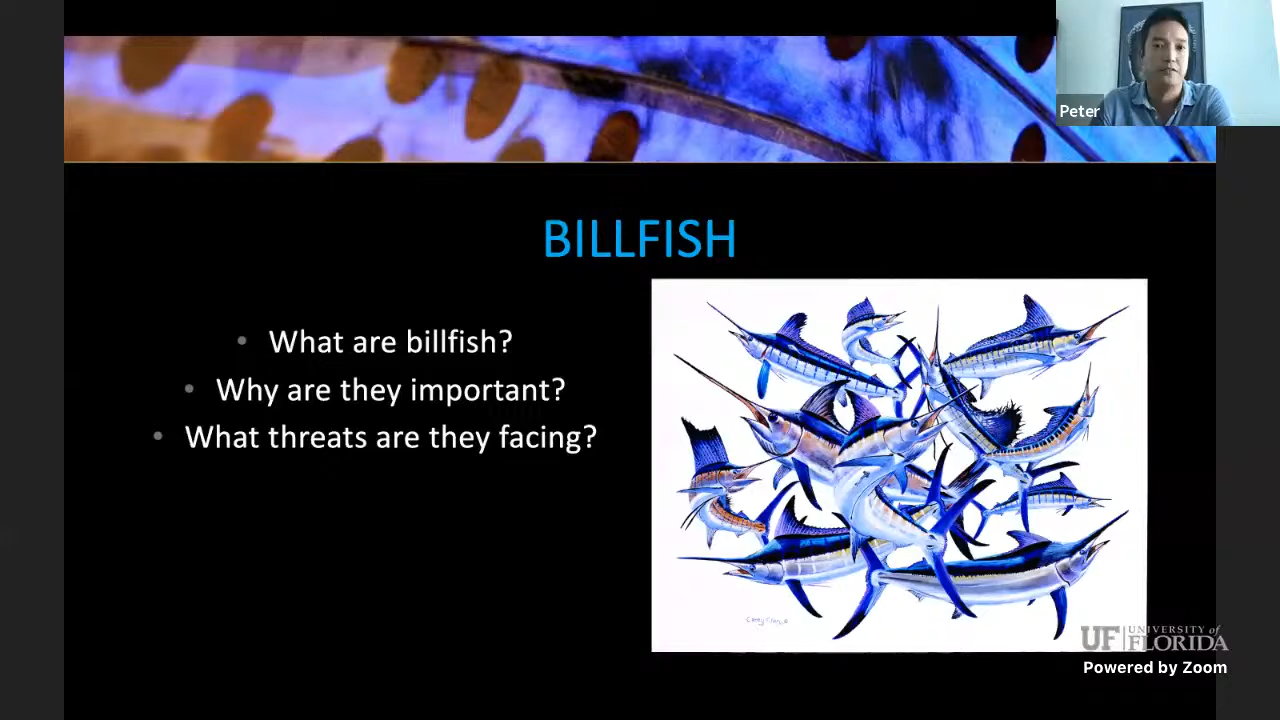 Peter
BILLFISH
• What are billfish?
• Why are they important?
• What threats are they facing?
UF UNIVERSITY of
FLORIDA
Powered by Zoom